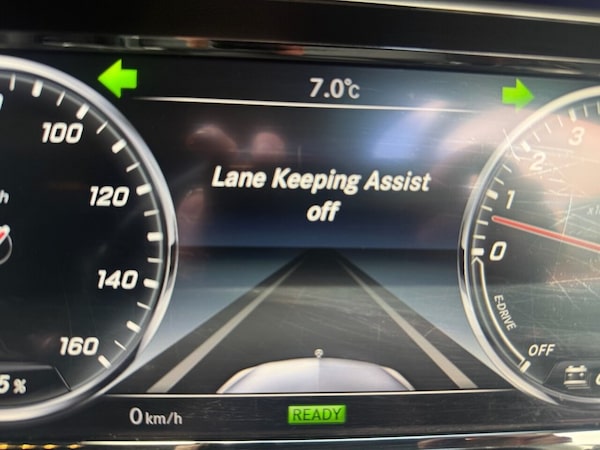 7.0°c
100
120
140
160
5%
Lane Keeping Assist
off
3
2
1
0
E-DRIVE
OFF
0 km/h
READY